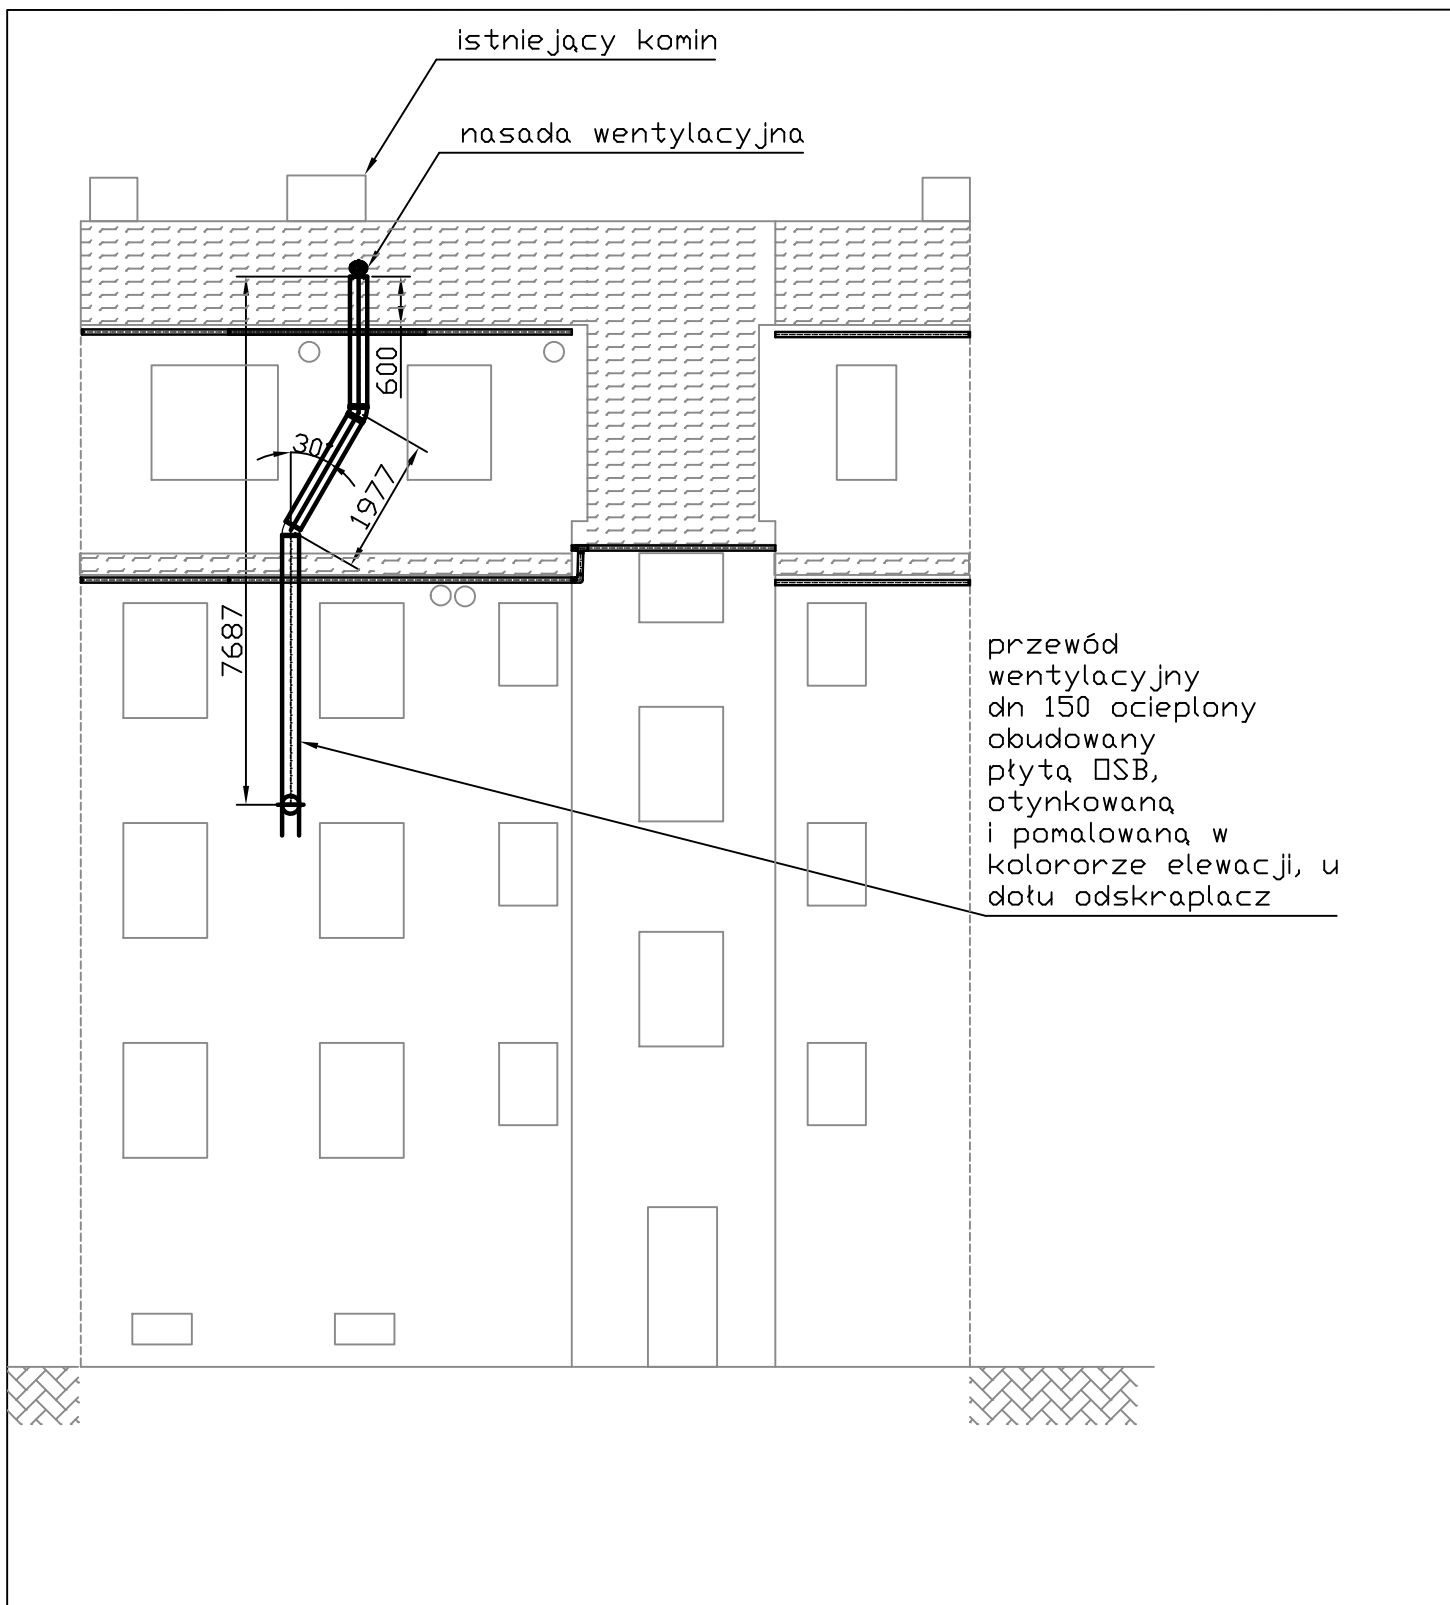 istniejący komin
nasada wentylacyjna
600
30°
1977
7687
przewód
wentylacyjny
dn 150 ocieplony
obudowany
płytą OSB,
otynkowaną
i pomalowaną w
kolororze elewacji, u
dołu odskraplacz